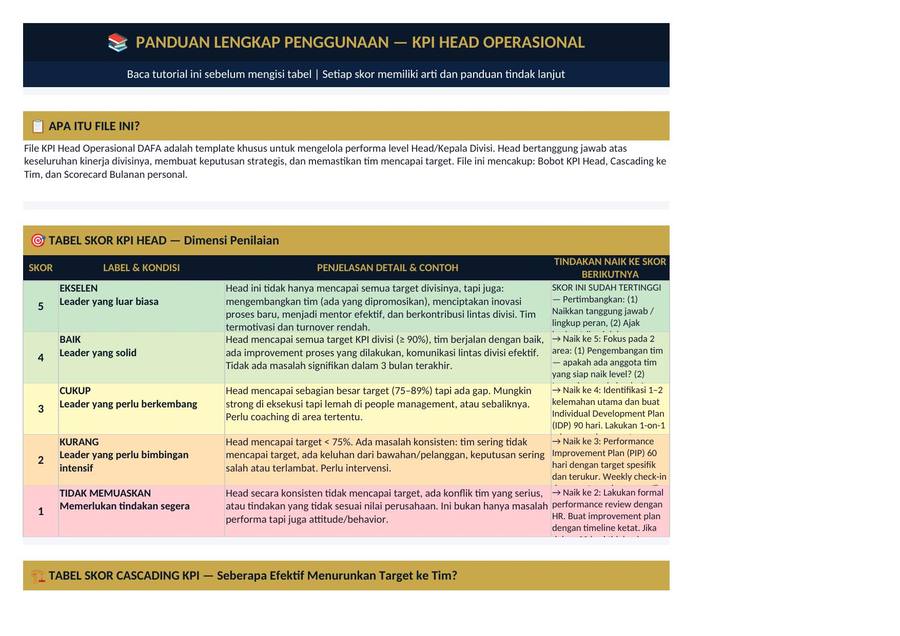 PANDUAN LENGKAP PENGGUNAAN — KPI HEAD OPERASIONAL
Baca tutorial ini sebelum mengisi tabel | Setiap skor memiliki arti dan panduan tindak lanjut
APA ITU FILE INI?
File KPI Head Operasional DAFA adalah template khusus untuk mengelola performa level Head/Kepala Divisi. Head bertanggung jawab atas
keseluruhan kinerja divisinya, membuat keputusan strategis, dan memastikan tim mencapai target. File ini mencakup: Bobot KPI Head, Cascading ke
Tim, dan Scorecard Bulanan personal.
TABEL SKOR KPI HEAD — Dimensi Penilaian
SKOR
LABEL & KONDISI
PENJELASAN DETAIL & CONTOH
TINDAKAN NAIK KE SKOR
BERIKUTNYA
5
EKSELEN
Leader yang luar biasa
Head ini tidak hanya mencapai semua target divisinya, tapi juga:
mengembangkan tim (ada yang dipromosikan), menciptakan inovasi
proses baru, menjadi mentor efektif, dan berkontribusi lintas divisi. Tim
termotivasi dan turnover rendah.
SKOR INI SUDAH TERTINGGI
— Pertimbangkan: (1)
Naikkan tanggung jawab /
lingkup peran, (2) Ajak
4
BAIK
Leader yang solid
Head mencapai semua target KPI divisi (≥ 90%), tim berjalan dengan baik,
ada improvement proses yang dilakukan, komunikasi lintas divisi efektif.
Tidak ada masalah signifikan dalam 3 bulan terakhir.
→ Naik ke 5: Fokus pada 2
area: (1) Pengembangan tim
— apakah ada anggota tim
yang siap naik level? (2)
3
CUKUP
Leader yang perlu berkembang
Head mencapai sebagian besar target (75–89%) tapi ada gap. Mungkin
strong di eksekusi tapi lemah di people management, atau sebaliknya.
Perlu coaching di area tertentu.
→ Naik ke 4: Identifikasi 1–2
kelemahan utama dan buat
Individual Development Plan
(IDP) 90 hari. Lakukan 1-on-1
2
KURANG
Leader yang perlu bimbingan
intensif
Head mencapai target < 75%. Ada masalah konsisten: tim sering tidak
mencapai target, ada keluhan dari bawahan/pelanggan, keputusan sering
salah atau terlambat. Perlu intervensi.
→ Naik ke 3: Performance
Improvement Plan (PIP) 60
hari dengan target spesifik
dan terukur. Weekly check-in
1
TIDAK MEMUASKAN
Memerlukan tindakan segera
Head secara konsisten tidak mencapai target, ada konflik tim yang serius,
atau tindakan yang tidak sesuai nilai perusahaan. Ini bukan hanya masalah
performa tapi juga attitude/behavior.
→ Naik ke 2: Lakukan formal
performance review dengan
HR. Buat improvement plan
dengan timeline ketat. Jika
TABEL SKOR CASCADING KPI — Seberapa Efektif Menurunkan Target ke Tim?